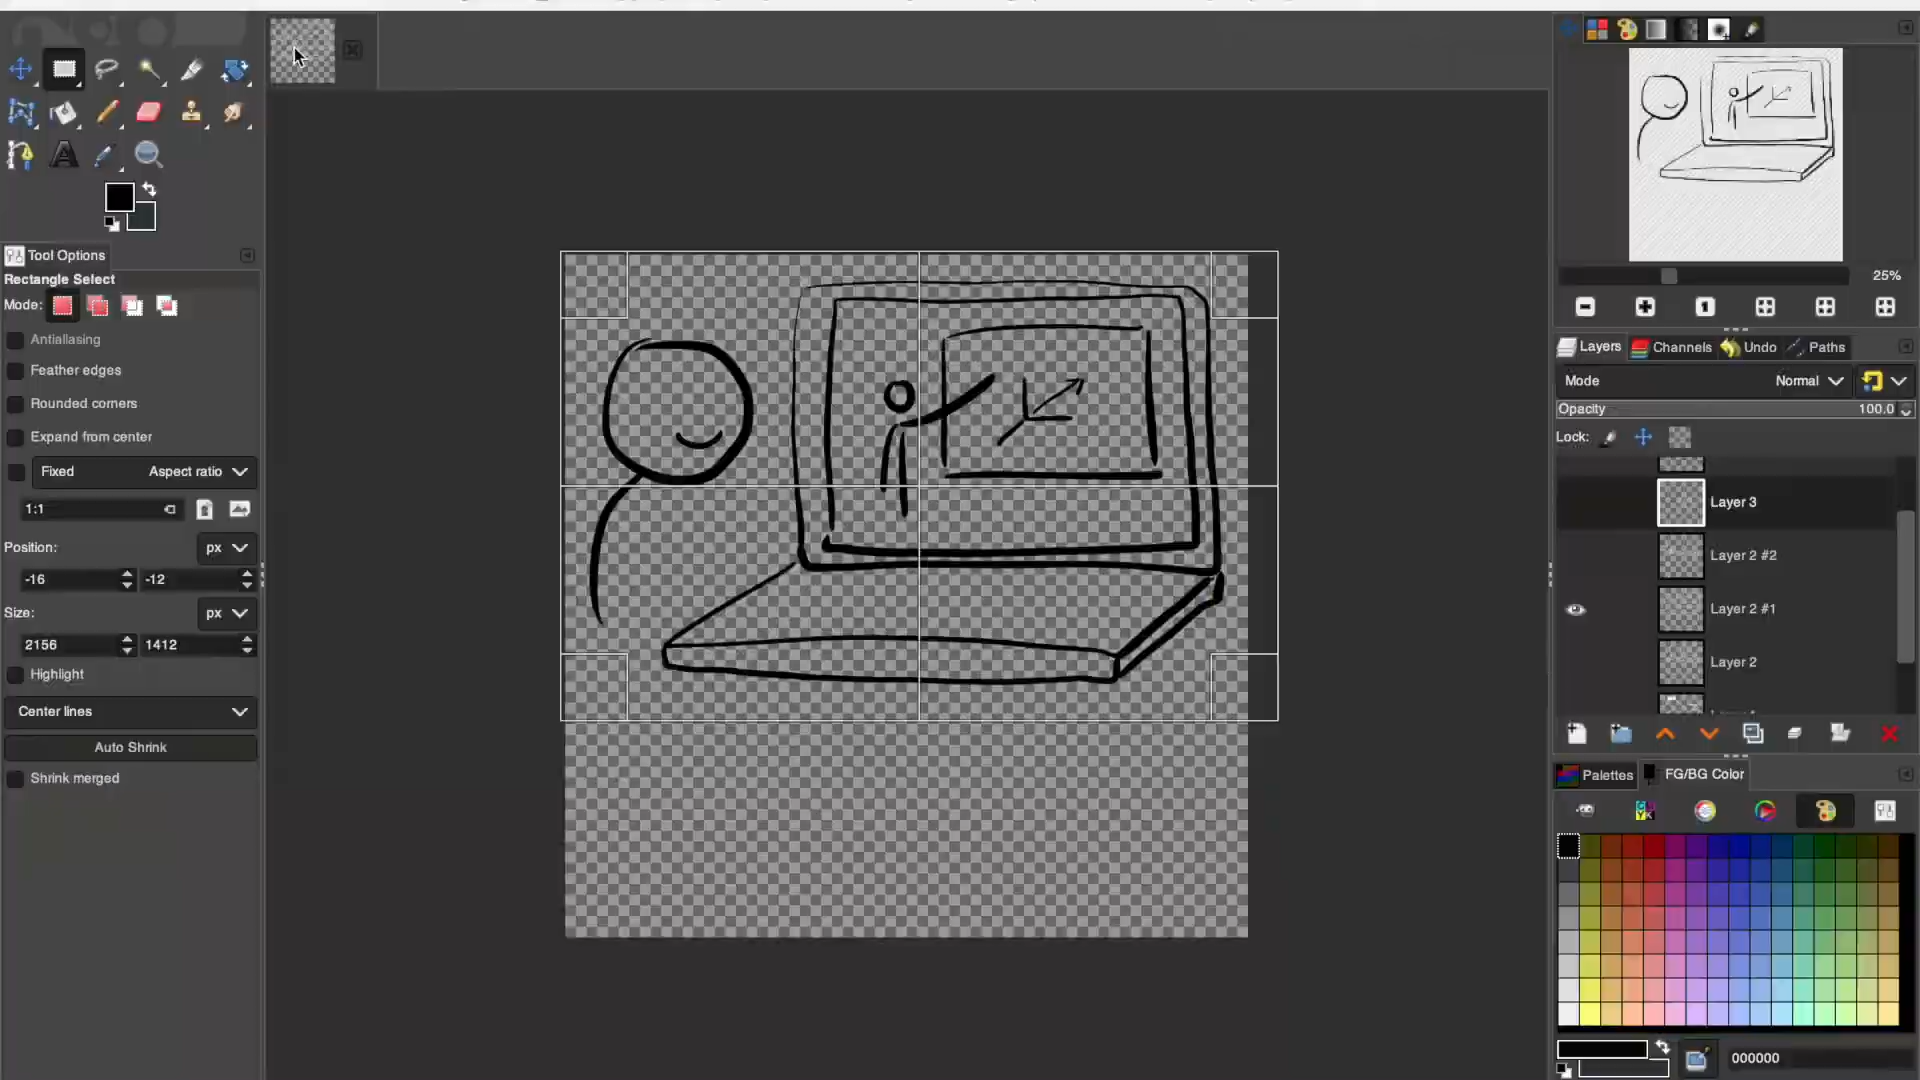 Tool Options
Rectangle Select
Mode:
Antialiasing
Feather edges
Rounded corners
Expand from center
Fixed Aspect ratio
1:1
Position: px
-16 -12
Size: px
2156 1412
Highlight
Center lines
Auto Shrink
Shrink merged
25%
Layers Channels Undo Paths
Mode Normal
Opacity 100.0
Lock:
Layer 3
Layer 2 #2
Layer 2 #1
Layer 2
Palettes FG/BG Color
000000